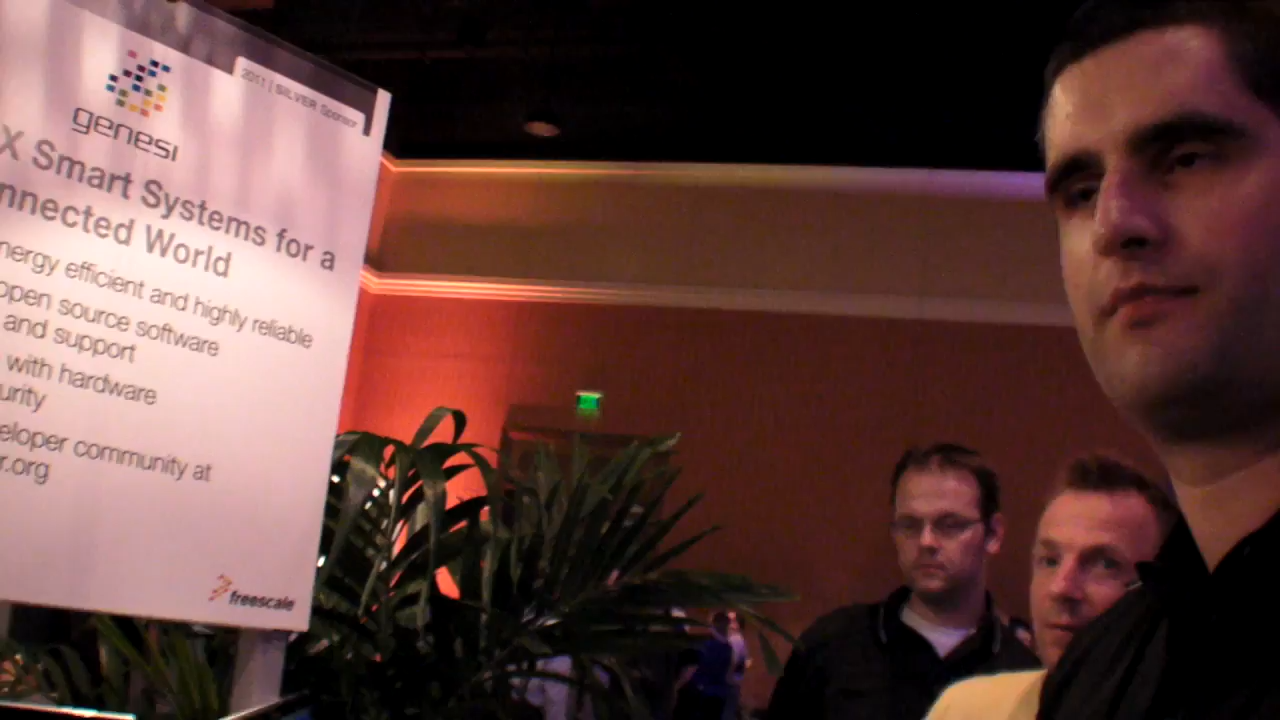 2011 | SILVER Sponsor
genesi
X Smart Systems for a
nnected World
nergy efficient and highly reliable
open source software
and support
with hardware
urity
eloper community at
r.org
freescale